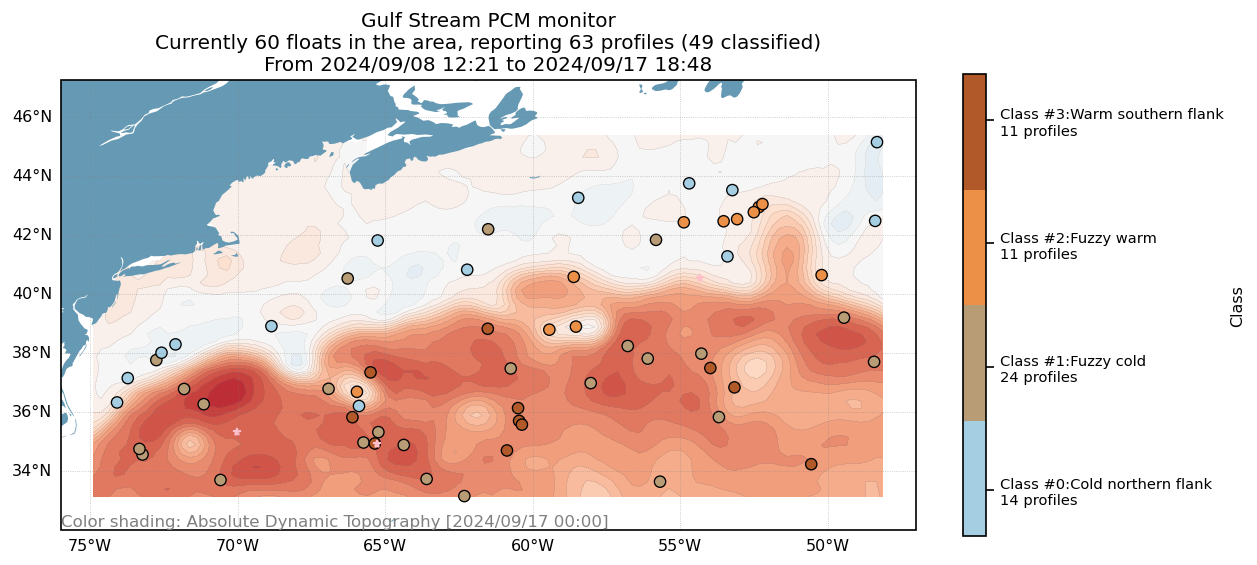 Gulf Stream PCM monitor
Currently 60 floats in the area, reporting 63 profiles (49 classified)
From 2024/09/08 12:21 to 2024/09/17 18:48
46°N
44°N
42°N
40°N
38°N
36°N
34°N
Color shading: Absolute Dynamic Topography [2024/09/17 00:00]
75°W
70°W
65°W
60°W
55°W
50°W
Class #3:Warm southern flank
11 profiles
Class #2:Fuzzy warm
11 profiles
Class #1:Fuzzy cold
24 profiles
Class #0:Cold northern flank
14 profiles
Class